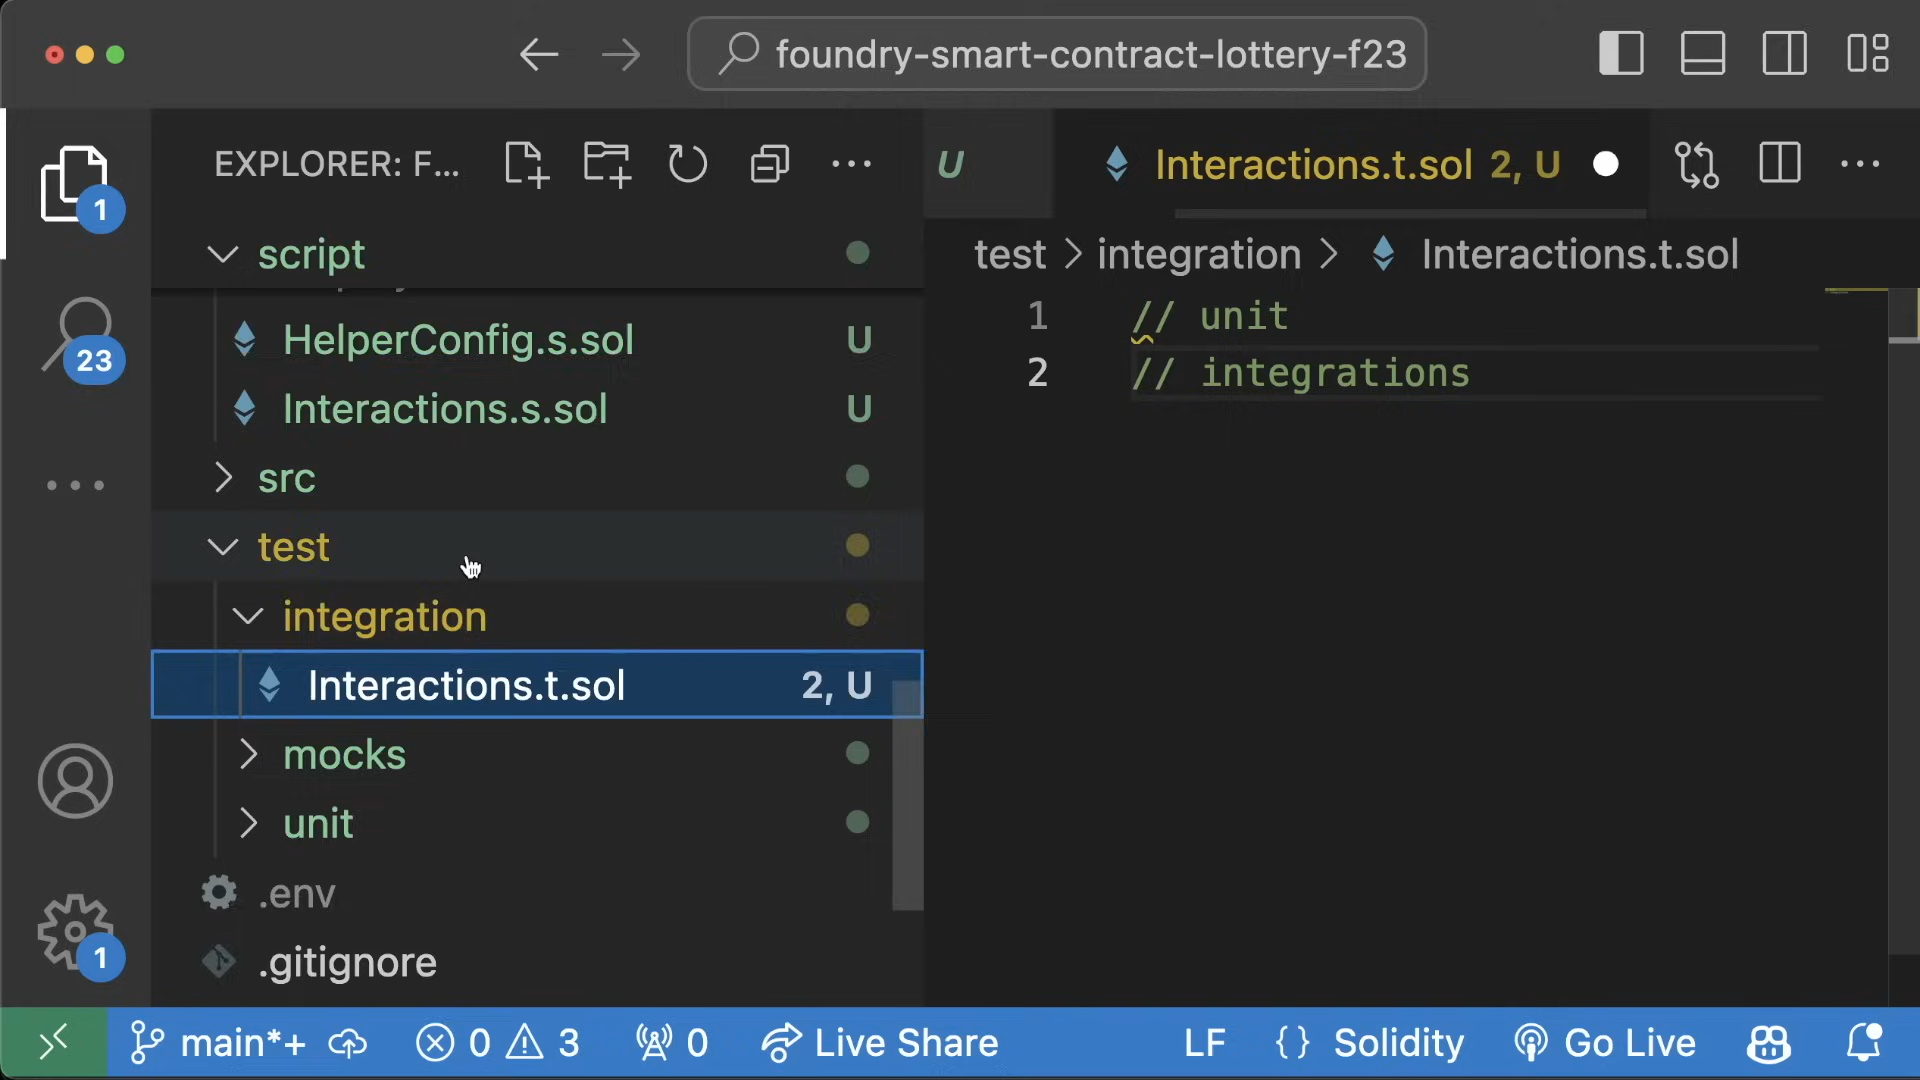 foundry-smart-contract-lottery-f23
EXPLORER: F...
U
Interactions.t.sol 2, U
1
script
test > integration > Interactions.t.sol
HelperConfig.s.sol U
1 // unit
23
2 // integrations
Interactions.s.sol U
src
test
integration
Interactions.t.sol 2, U
mocks
unit
.env
1
.gitignore
main*+ 0 3 0 Live Share LF {} Solidity Go Live